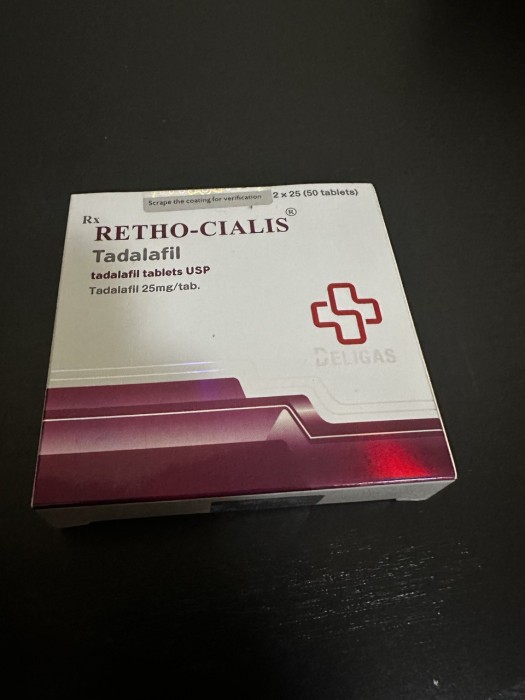 Scrape the coating for verification
2 x 25 (50 tablets)
Rx
RETHO-CIALIS®
Tadalafil
tadalafil tablets USP
Tadalafil 25mg/tab.
DELIGAS